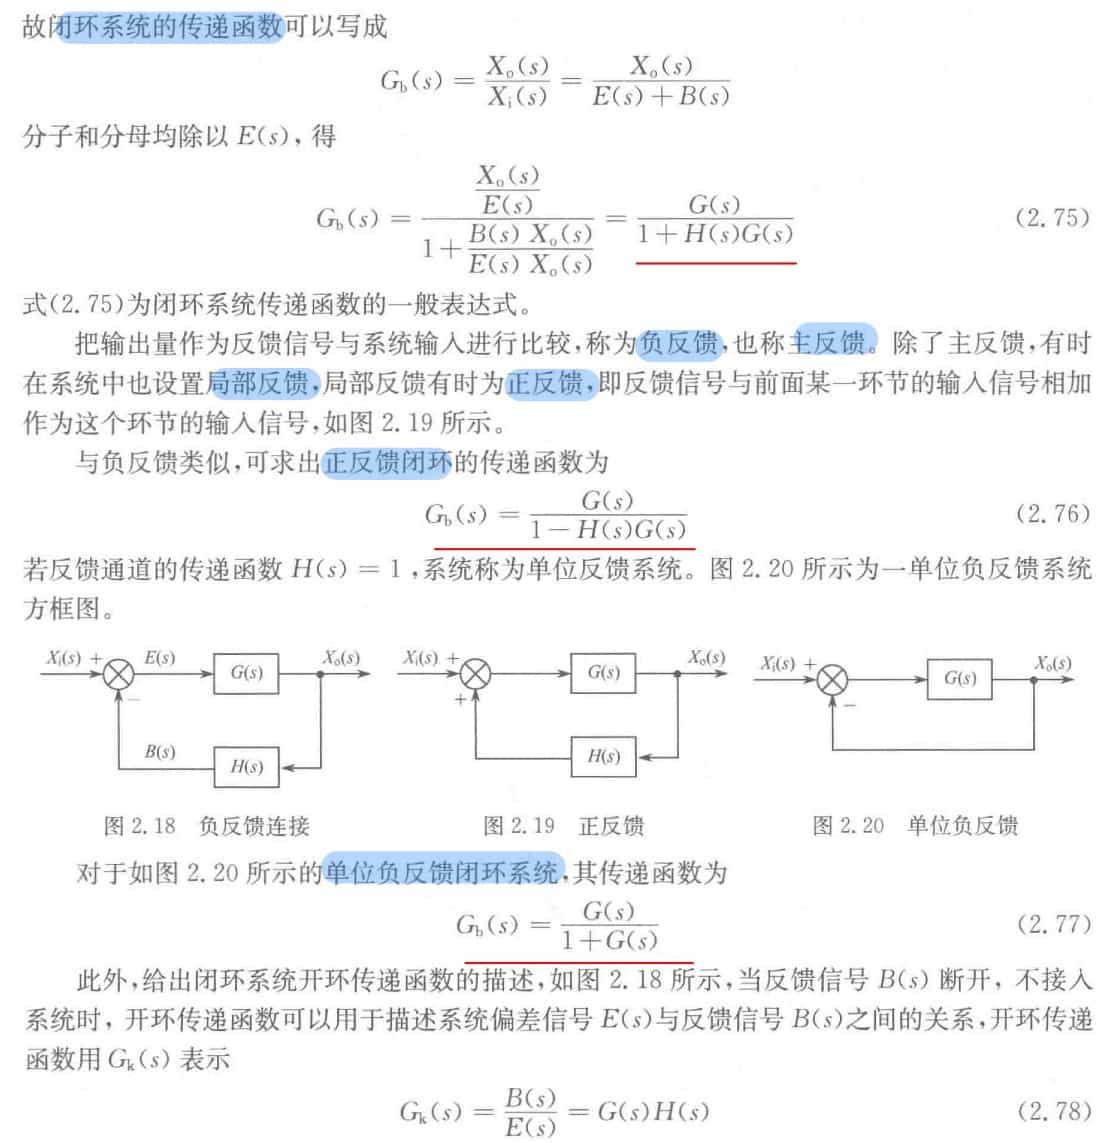 故闭环系统的传递函数可以写成
G_b(s) = X_o(s)/X_i(s) = X_o(s)/(E(s)+B(s))
分子和分母均除以 E(s),得
G_b(s) = (X_o(s)/E(s))/(1+(B(s) X_o(s))/(E(s) X_o(s))) = G(s)/(1+H(s)G(s)) (2.75)
式(2.75)为闭环系统传递函数的一般表达式。
把输出量作为反馈信号与系统输入进行比较,称为负反馈,也称主反馈。除了主反馈,有时
在系统中也设置局部反馈,局部反馈有时为正反馈,即反馈信号与前面某一环节的输入信号相加
作为这个环节的输入信号,如图 2.19 所示。
与负反馈类似,可求出正反馈闭环的传递函数为
G_b(s) = G(s)/(1-H(s)G(s)) (2.76)
若反馈通道的传递函数 H(s) = 1,系统称为单位反馈系统。图 2.20 所示为一单位负反馈系统
方框图。
X_i(s) + E(s) G(s) X_o(s)
−
B(s) H(s)
图 2.18 负反馈连接
X_i(s) + G(s) X_o(s)
+
H(s)
图 2.19 正反馈
X_i(s) + G(s) X_o(s)
−
图 2.20 单位负反馈
对于如图 2.20 所示的单位负反馈闭环系统,其传递函数为
G_b(s) = G(s)/(1+G(s)) (2.77)
此外,给出闭环系统开环传递函数的描述,如图 2.18 所示,当反馈信号 B(s) 断开,不接入
系统时,开环传递函数可以用于描述系统偏差信号 E(s)与反馈信号 B(s)之间的关系,开环传递
函数用 G_k(s) 表示
G_k(s) = B(s)/E(s) = G(s)H(s) (2.78)